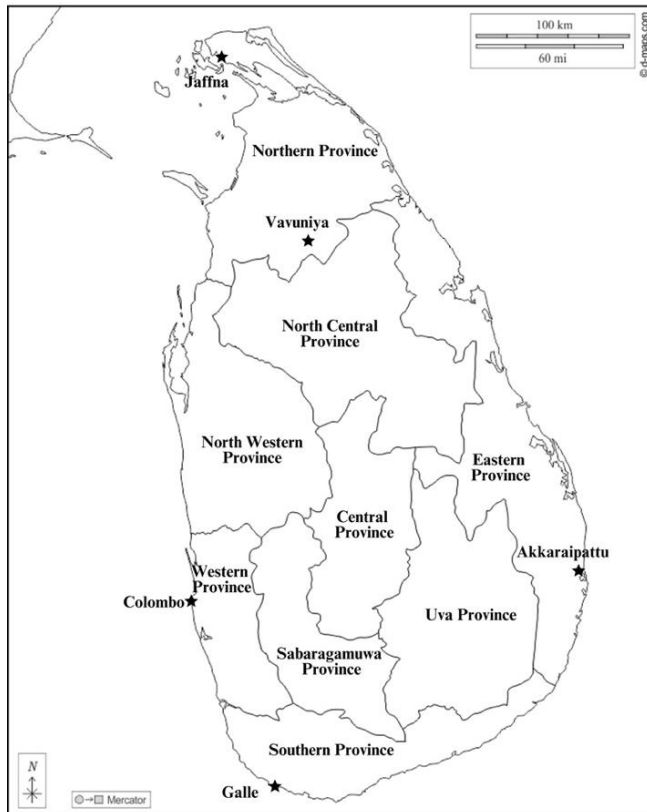 100 km
60 mi
© d-maps.com
Jaffna
Northern Province
Vavuniya
North Central
Province
North Western
Province
Eastern
Province
Central
Province
Akkaraipattu
Western
Province
Colombo
Uva Province
Sabaragamuwa
Province
Southern Province
Galle
N
Mercator